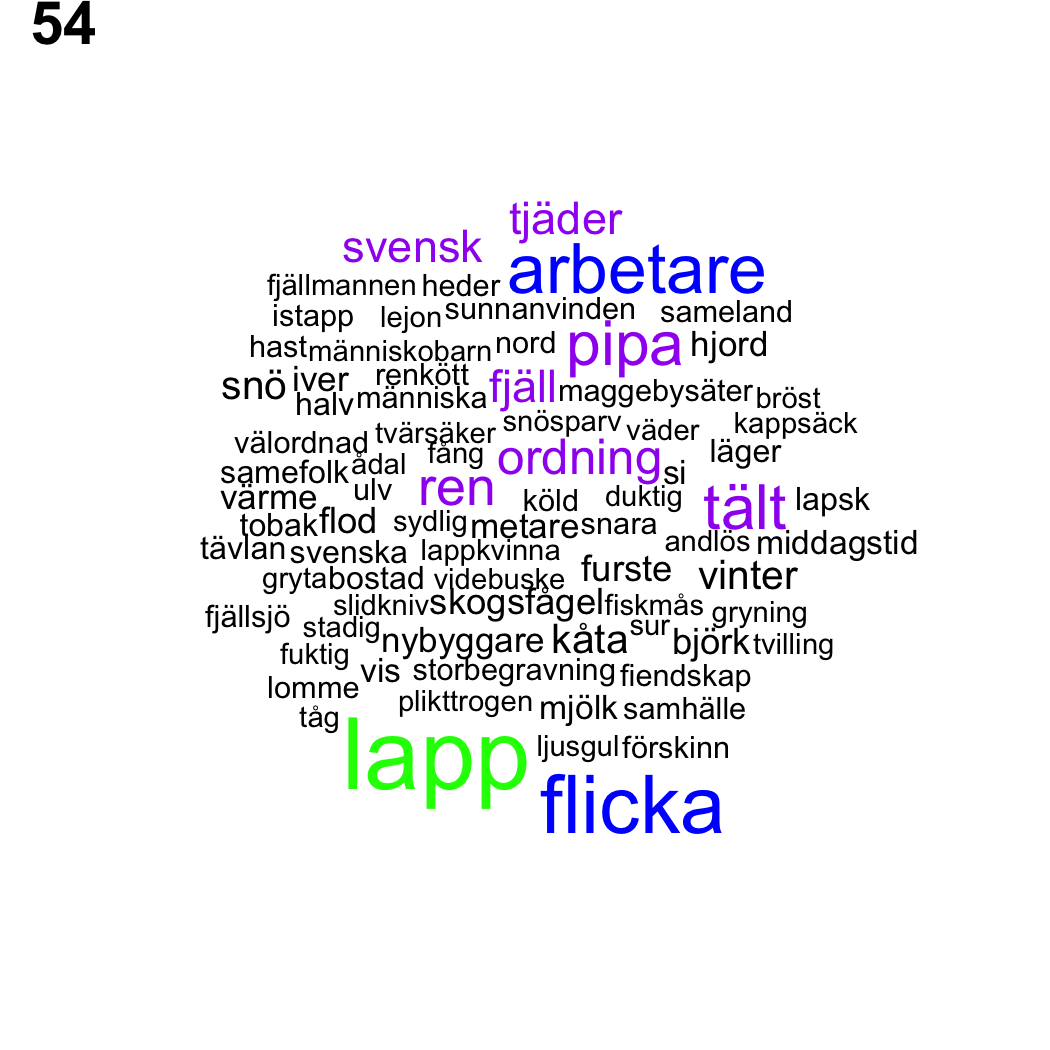 54
tjäder
svensk
arbetare
fjällmannen heder
istapp lejon sunnanvinden sameland
hast människobarn nord pipa hjord
snö iver renkött fjäll maggebysäter bröst
halv människa
snösparv väder kappsäck
välordnad tvärsäker fång ordning läger
samefolk ådal si
värme ulv ren köld duktig tält lapsk
tobak flod sydlig metare snara
tävlan svenska lappkvinna andlös middagstid
gryta bostad videbuske furste vinter
fjällsjö slidkniv skogsfågel fiskmås gryning
stadig nybyggare kåta sur björk tvilling
fuktig vis storbegravning fiendskap
lomme plikttrogen mjölk samhälle
tåg
lapp ljusgul förskinn
flicka